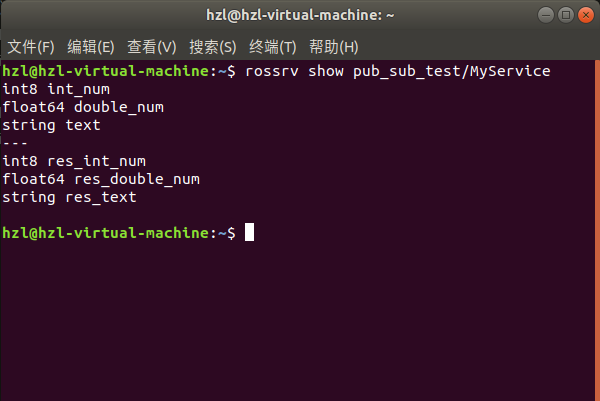 hzl@hzl-virtual-machine: ~
文件(F) 编辑(E) 查看(V) 搜索(S) 终端(T) 帮助(H)
hzl@hzl-virtual-machine:~$ rossrv show pub_sub_test/MyService
int8 int_num
float64 double_num
string text
---
int8 res_int_num
float64 res_double_num
string res_text
hzl@hzl-virtual-machine:~$